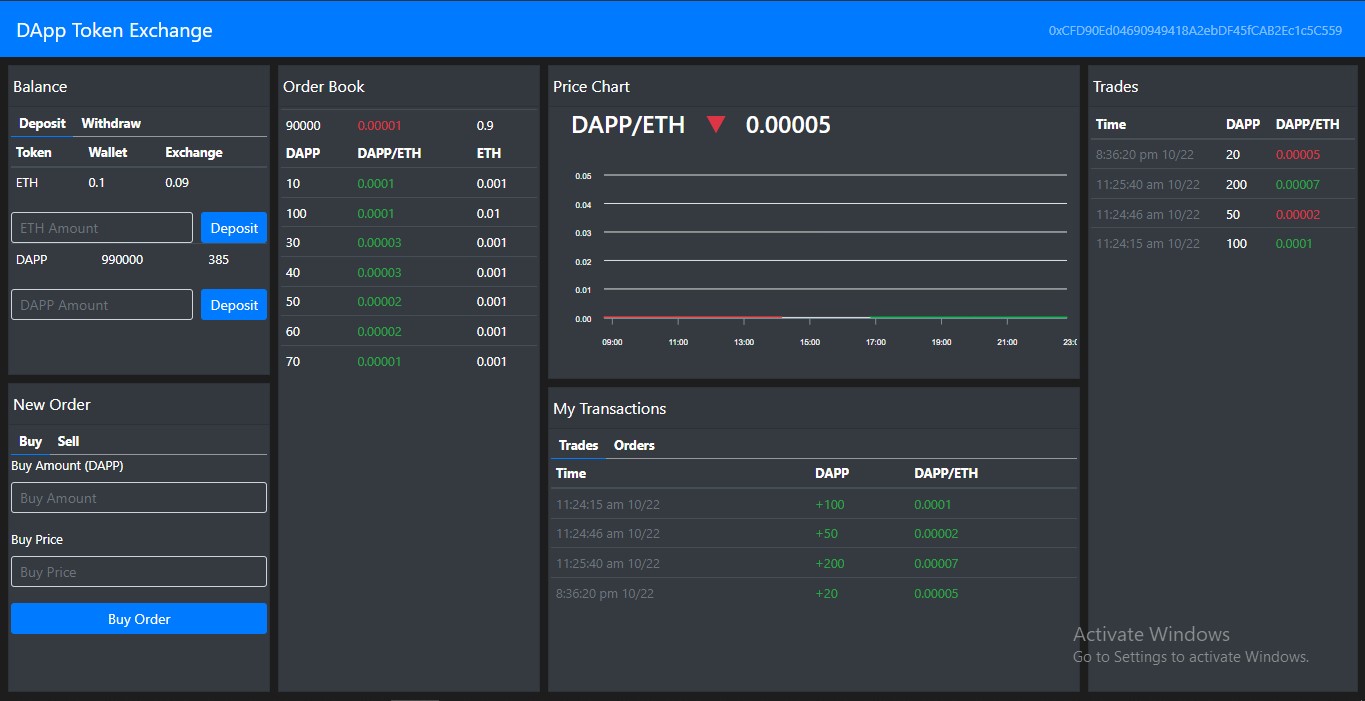 DApp Token Exchange
0xCFD90Ed04690949418A2ebDF45fCAB2Ec1c5C559
Balance
Deposit Withdraw
Token Wallet Exchange
ETH 0.1 0.09
ETH Amount Deposit
DAPP 990000 385
DAPP Amount Deposit
New Order
Buy Sell
Buy Amount (DAPP)
Buy Amount
Buy Price
Buy Price
Buy Order
Order Book
90000 0.00001 0.9
DAPP DAPP/ETH ETH
10 0.0001 0.001
100 0.0001 0.01
30 0.00003 0.001
40 0.00003 0.001
50 0.00002 0.001
60 0.00002 0.001
70 0.00001 0.001
Price Chart
DAPP/ETH ▼ 0.00005
0.05
0.04
0.03
0.02
0.01
0.00
09:00 11:00 13:00 15:00 17:00 19:00 21:00 23:0
My Transactions
Trades Orders
Time DAPP DAPP/ETH
11:24:15 am 10/22 +100 0.0001
11:24:46 am 10/22 +50 0.00002
11:25:40 am 10/22 +200 0.00007
8:36:20 pm 10/22 +20 0.00005
Trades
Time DAPP DAPP/ETH
8:36:20 pm 10/22 20 0.00005
11:25:40 am 10/22 200 0.00007
11:24:46 am 10/22 50 0.00002
11:24:15 am 10/22 100 0.0001
Activate Windows
Go to Settings to activate Windows.